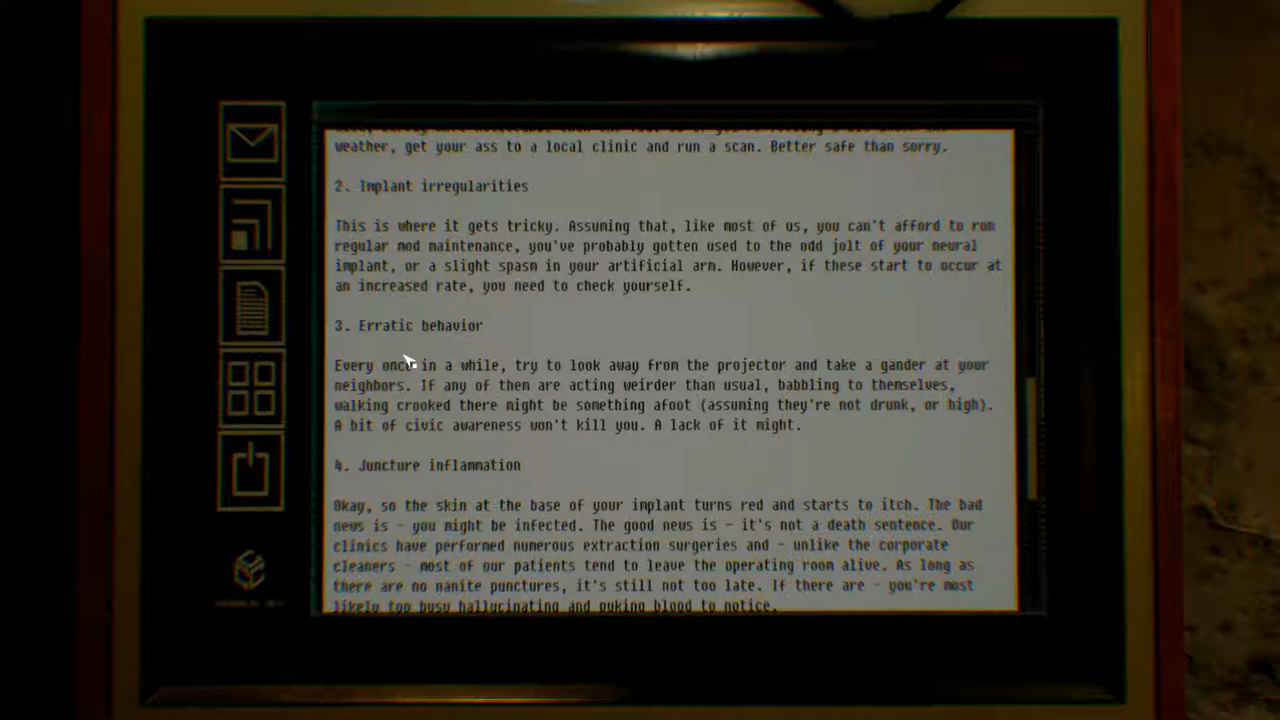 weather, get your ass to a local clinic and run a scan. Better safe than sorry.
2. Implant irregularities
This is where it gets tricky. Assuming that, like most of us, you can't afford to run
regular mod maintenance, you've probably gotten used to the odd jolt of your neural
implant, or a slight spasm in your artificial arm. However, if these start to occur at
an increased rate, you need to check yourself.
3. Erratic behavior
Every once in a while, try to look away from the projector and take a gander at your
neighbors. If any of them are acting weirder than usual, babbling to themselves,
walking crooked there might be something afoot (assuming they're not drunk, or high).
A bit of civic awareness won't kill you. A lack of it might.
4. Juncture inflammation
Okay, so the skin at the base of your implant turns red and starts to itch. The bad
news is - you might be infected. The good news is - it's not a death sentence. Our
clinics have performed numerous extraction surgeries and - unlike the corporate
cleaners - most of our patients tend to leave the operating room alive. As long as
there are no nanite punctures, it's still not too late. If there are - you're most
likely too busy hallucinating and puking blood to notice.